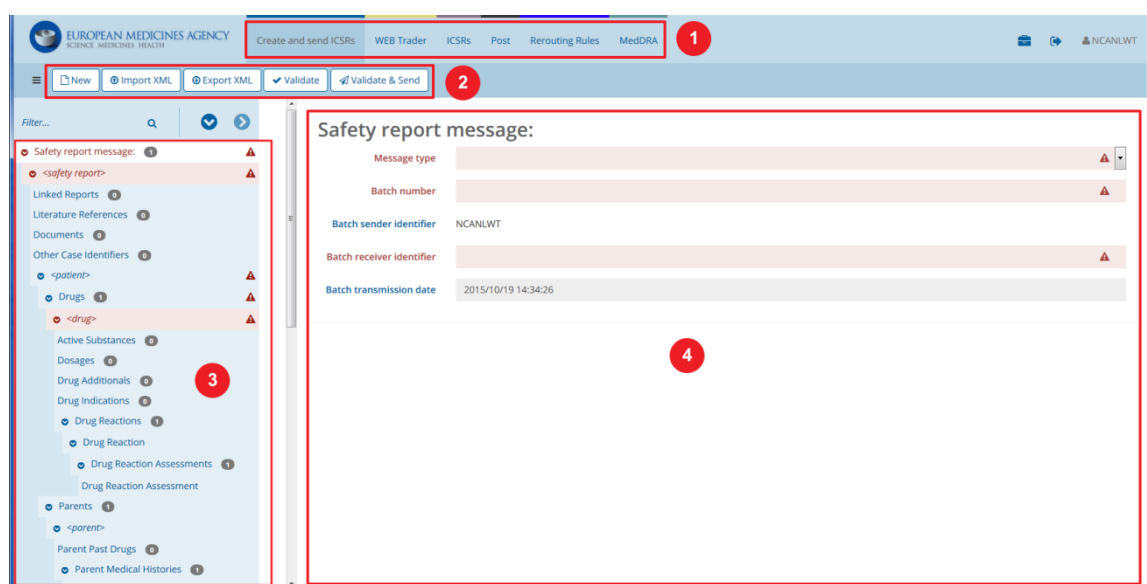 EUROPEAN MEDICINES AGENCY
SCIENCE MEDICINES HEALTH
Create and send ICSRs WEB Trader ICSRs Post Rerouting Rules MedDRA 1 NCANLWT
New Import XML Export XML Validate Validate & Send 2
Filter...
Safety report message: 1
<safety report>
Linked Reports 0
Literature References 0
Documents 0
Other Case Identifiers 0
<patient>
Drugs 1
<drug>
Active Substances 0
Dosages 0
Drug Additionals 0
Drug Indications 0
Drug Reactions 1
Drug Reaction
Drug Reaction Assessments 1
Drug Reaction Assessment
Parents 1
<parent>
Parent Past Drugs 0
Parent Medical Histories 1
3
Safety report message:
Message type
Batch number
Batch sender identifier NCANLWT
Batch receiver identifier
Batch transmission date 2015/10/19 14:34:26
4